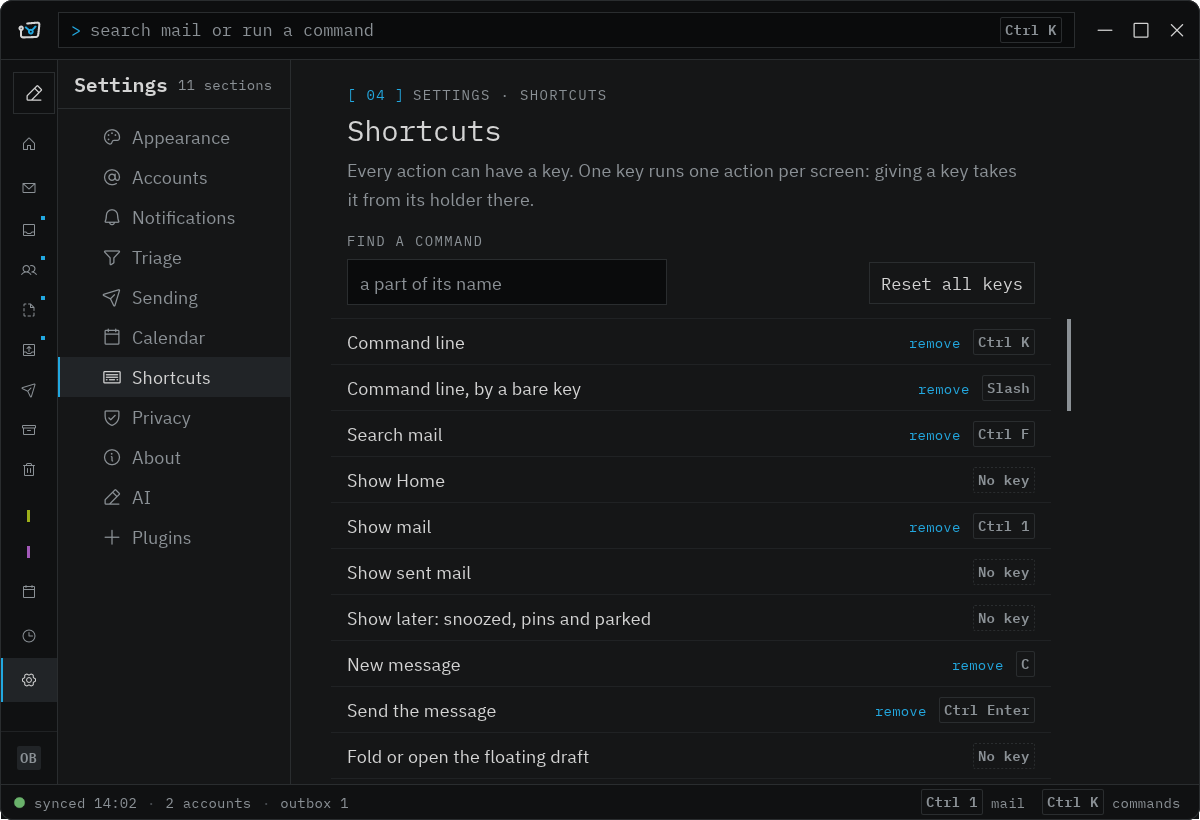 > search mail or run a command Ctrl K
Settings 11 sections
Appearance
Accounts
Notifications
Triage
Sending
Calendar
Shortcuts
Privacy
About
AI
Plugins
OB
[ 04 ] SETTINGS · SHORTCUTS
Shortcuts
Every action can have a key. One key runs one action per screen: giving a key takes
it from its holder there.
FIND A COMMAND
a part of its name
Reset all keys
Command line remove Ctrl K
Command line, by a bare key remove Slash
Search mail remove Ctrl F
Show Home No key
Show mail remove Ctrl 1
Show sent mail No key
Show later: snoozed, pins and parked No key
New message remove C
Send the message remove Ctrl Enter
Fold or open the floating draft No key
synced 14:02 · 2 accounts · outbox 1
Ctrl 1 mail Ctrl K commands